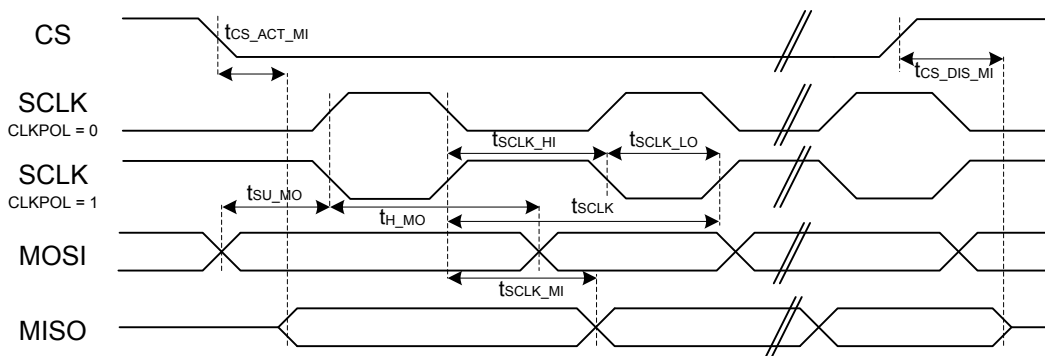 CS
tCS_ACT_MI
tCS_DIS_MI
SCLK
CLKPOL = 0
tSCLK_HI
tSCLK_LO
SCLK
CLKPOL = 1
tSU_MO
tH_MO
tSCLK
MOSI
tSCLK_MI
MISO